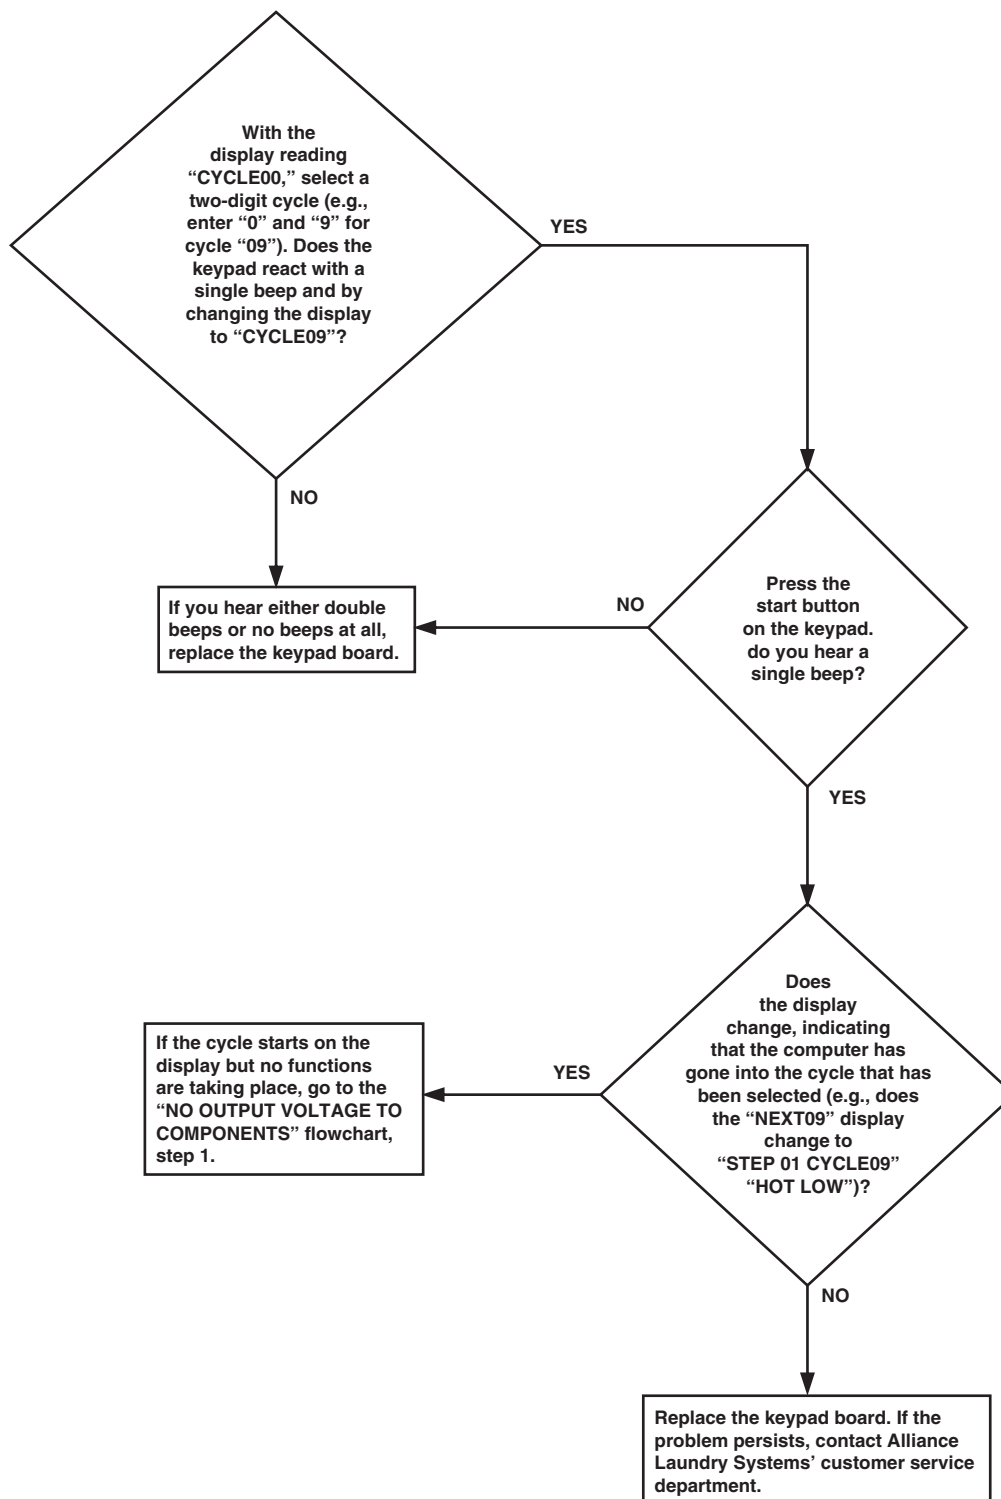 With the
display reading
“CYCLE00,” select a
two-digit cycle (e.g.,
enter “0” and “9” for
cycle “09”). Does the
keypad react with a
single beep and by
changing the display
to “CYCLE09”?
YES
NO
If you hear either double
beeps or no beeps at all,
replace the keypad board.
NO
Press the
start button
on the keypad.
do you hear a
single beep?
YES
Does
the display
change, indicating
that the computer has
gone into the cycle that has
been selected (e.g., does
the “NEXT09” display
change to
“STEP 01 CYCLE09”
“HOT LOW”)?
YES
If the cycle starts on the
display but no functions
are taking place, go to the
“NO OUTPUT VOLTAGE TO
COMPONENTS” flowchart,
step 1.
NO
Replace the keypad board. If the
problem persists, contact Alliance
Laundry Systems’ customer service
department.